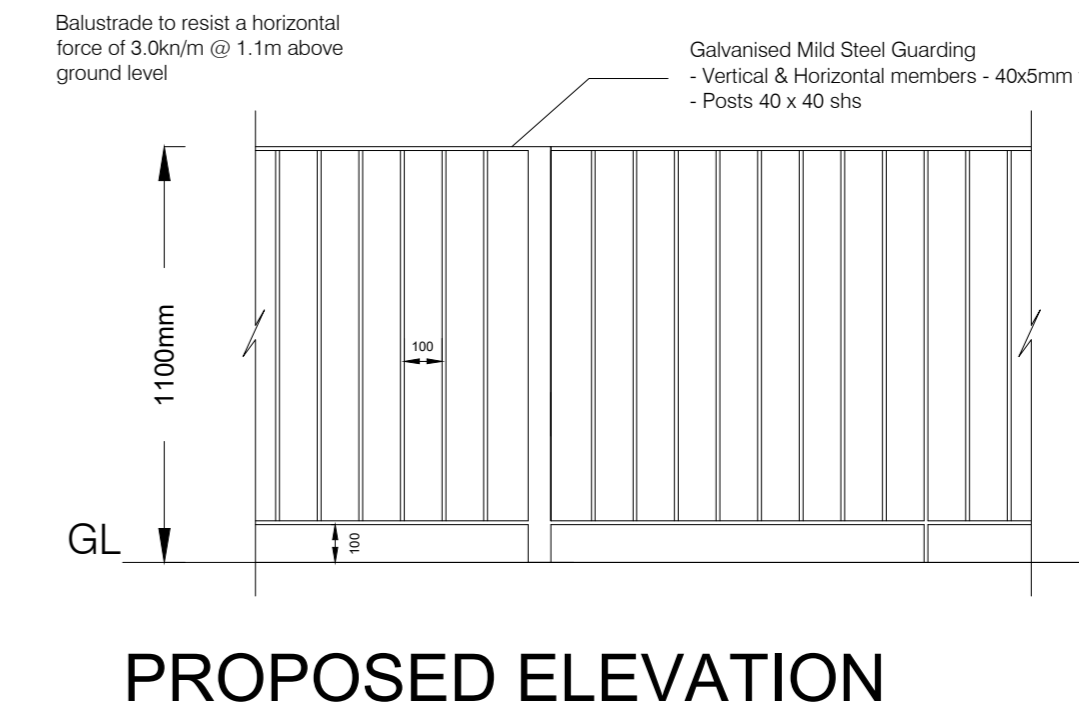 Balustrade to resist a horizontal
force of 3.0kn/m @ 1.1m above
ground level
Galvanised Mild Steel Guarding
- Vertical & Horizontal members - 40x5mm
- Posts 40 x 40 shs
1100mm
100
GL
100
PROPOSED ELEVATION